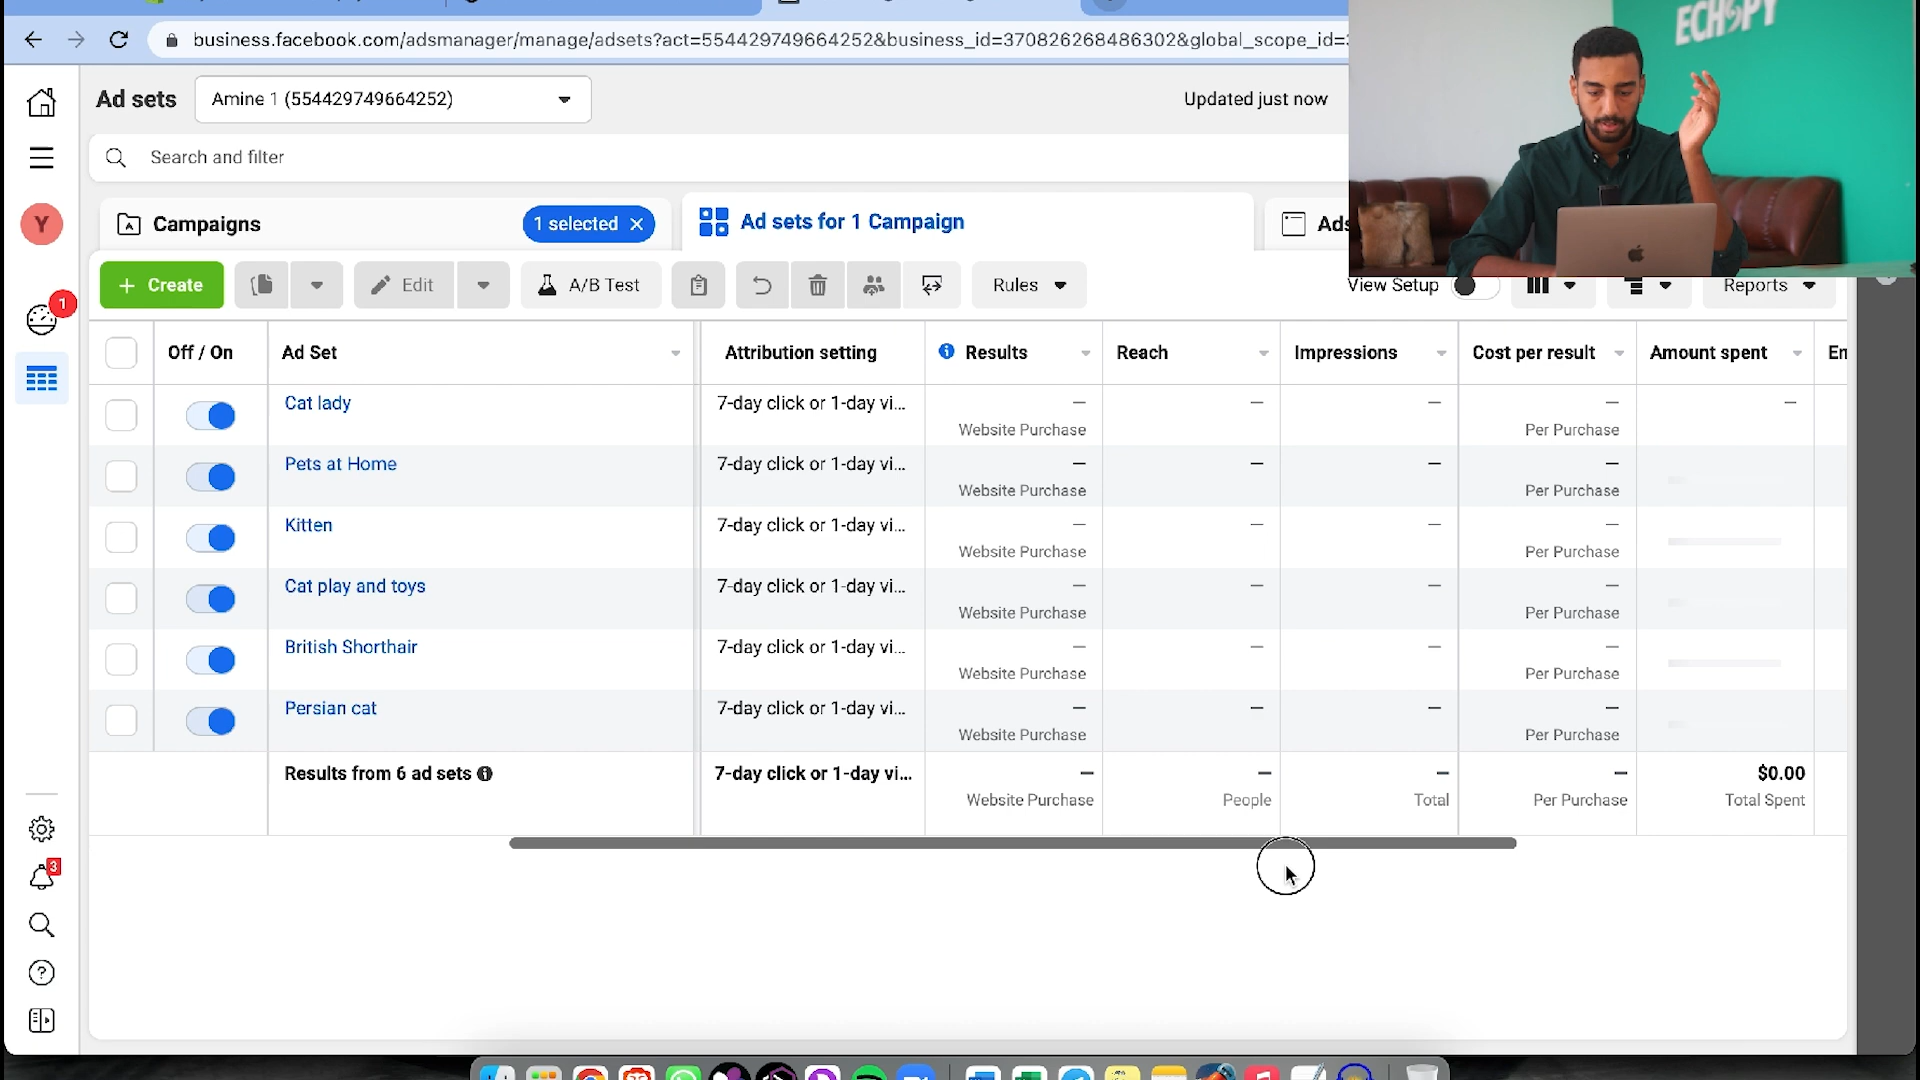 business.facebook.com/adsmanager/manage/adsets?act=554429749664252&business_id=370826268486302&global_scope_id=
ECHOPY
Ad sets
Amine 1 (554429749664252)
Updated just now
Search and filter
Campaigns
1 selected
Ad sets for 1 Campaign
Ads
Y
1
+ Create
Edit
A/B Test
Rules
View Setup
Reports
Off / On
Ad Set
Attribution setting
Results
Reach
Impressions
Cost per result
Amount spent
En
Cat lady
7-day click or 1-day vi...
— — — — —
Website Purchase
Per Purchase
Pets at Home
7-day click or 1-day vi...
— — — —
Website Purchase
Per Purchase
Kitten
7-day click or 1-day vi...
— — — —
Website Purchase
Per Purchase
Cat play and toys
7-day click or 1-day vi...
— — — —
Website Purchase
Per Purchase
British Shorthair
7-day click or 1-day vi...
— — — —
Website Purchase
Per Purchase
Persian cat
7-day click or 1-day vi...
— — — —
Website Purchase
Per Purchase
Results from 6 ad sets
7-day click or 1-day vi...
— — — — $0.00
Website Purchase
People
Total
Per Purchase
Total Spent
3